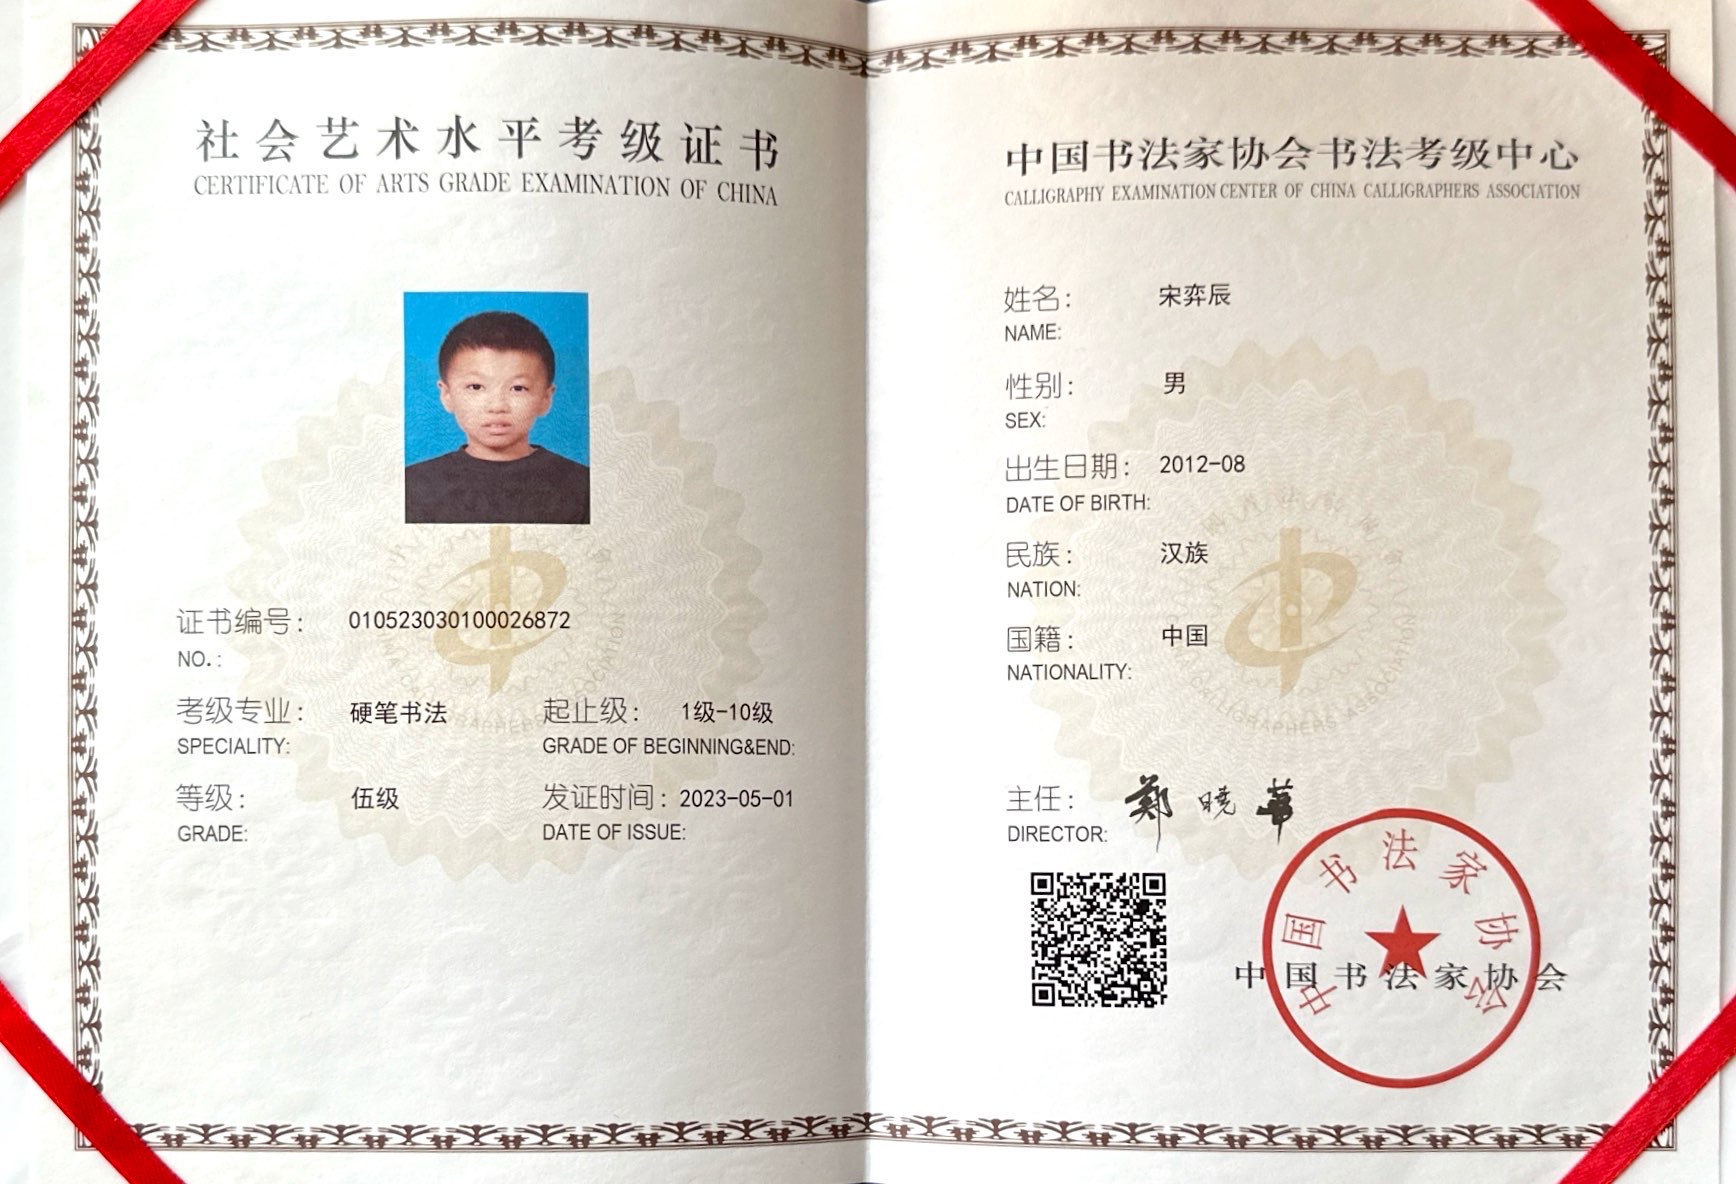 社会艺术水平考级证书
CERTIFICATE OF ARTS GRADE EXAMINATION OF CHINA
证书编号: 010523030100026872
NO.:
考级专业: 硬笔书法 起止级: 1级-10级
SPECIALITY: GRADE OF BEGINNING&END:
等级: 伍级 发证时间: 2023-05-01
GRADE: DATE OF ISSUE:
中国书法家协会书法考级中心
CALLIGRAPHY EXAMINATION CENTER OF CHINA CALLIGRAPHERS ASSOCIATION
姓名: 宋弈辰
NAME:
性别: 男
SEX:
出生日期: 2012-08
DATE OF BIRTH:
民族: 汉族
NATION:
国籍: 中国
NATIONALITY:
主任: 郑晓华
DIRECTOR:
中国书法家协会
中国书法家协会